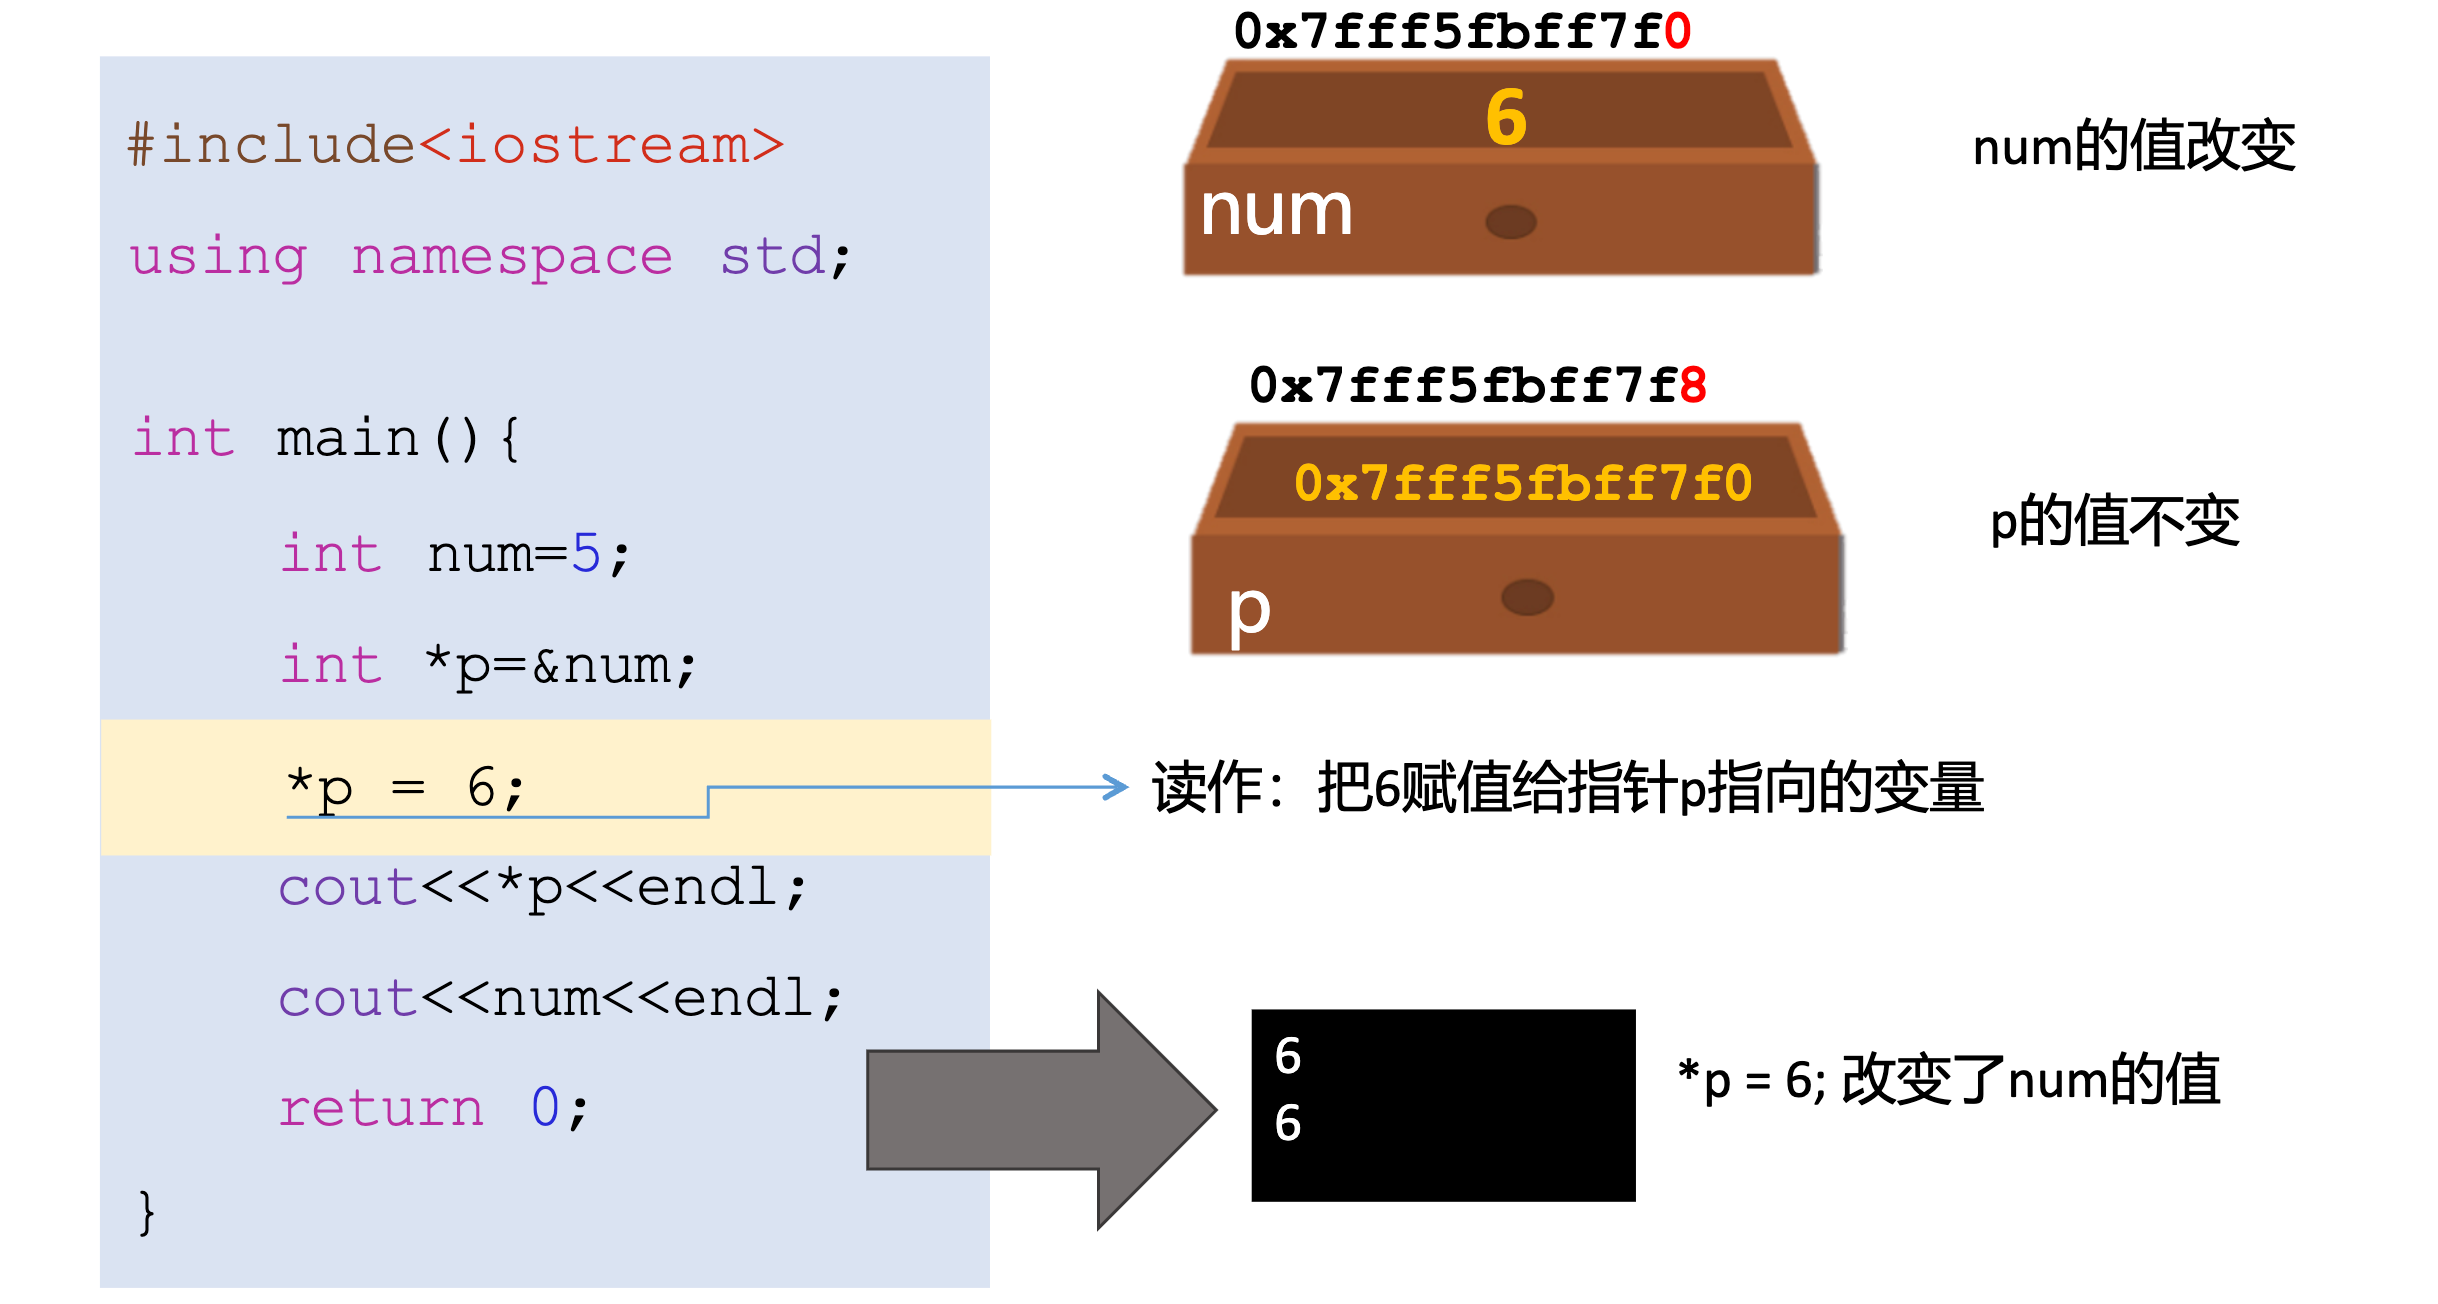 #include<iostream>
using namespace std;
int main(){
int num=5;
int *p=&num;
*p = 6;
cout<<*p<<endl;
cout<<num<<endl;
return 0;
}
0x7fff5fbff7f0
6
num
num的值改变
0x7fff5fbff7f8
0x7fff5fbff7f0
p
p的值不变
读作：把6赋值给指针p指向的变量
6
6
*p = 6; 改变了num的值